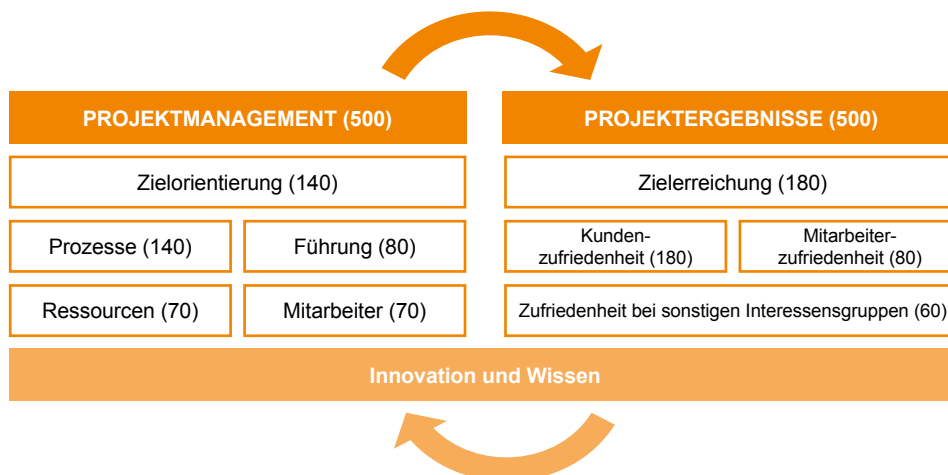 PROJEKTMANAGEMENT (500)
Zielorientierung (140)
Prozesse (140)
Führung (80)
Ressourcen (70)
Mitarbeiter (70)
PROJEKTERGEBNISSE (500)
Zielerreichung (180)
Kunden-
zufriedenheit (180)
Mitarbeiter-
zufriedenheit (80)
Zufriedenheit bei sonstigen Interessensgruppen (60)
Innovation und Wissen